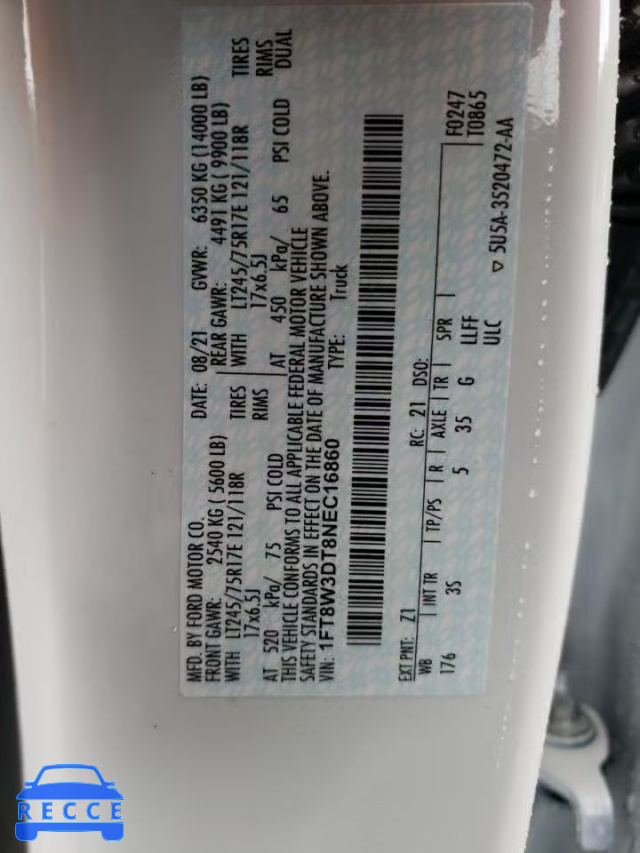 MFD. BY FORD MOTOR CO.
DATE: 08/21 GVWR: 6350 KG (14000 LB)
FRONT GAWR: 2540 KG ( 5600 LB) REAR GAWR: 4491 KG ( 9900 LB)
WITH LT245/75R17E 121/118R TIRES WITH LT245/75R17E 121/118R TIRES
17x6.5J RIMS 17x6.5J RIMS
AT 520 kPa/ 75 PSI COLD AT 450 kPa/ 65 PSI COLD DUAL
THIS VEHICLE CONFORMS TO ALL APPLICABLE FEDERAL MOTOR VEHICLE
SAFETY STANDARDS IN EFFECT ON THE DATE OF MANUFACTURE SHOWN ABOVE.
VIN: 1FT8W3DT8NEC16860 TYPE: Truck
EXT PNT: Z1 RC: 21 DSO: F0247
T0865
WB INT TR TP/PS R AXLE TR SPR
176 3S 5 35 G LLFF
ULC
▽ 5U5A-3520472-AA
RECCE